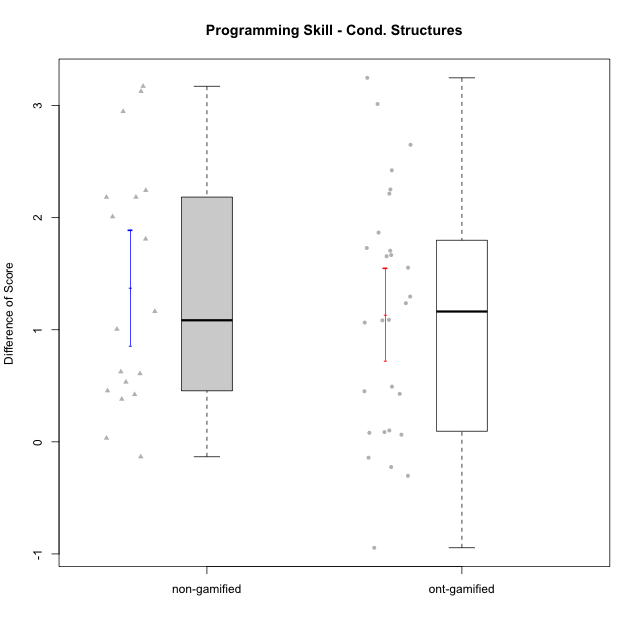 Programming Skill - Cond. Structures
Difference of Score
3
2
1
0
-1
non-gamified
ont-gamified